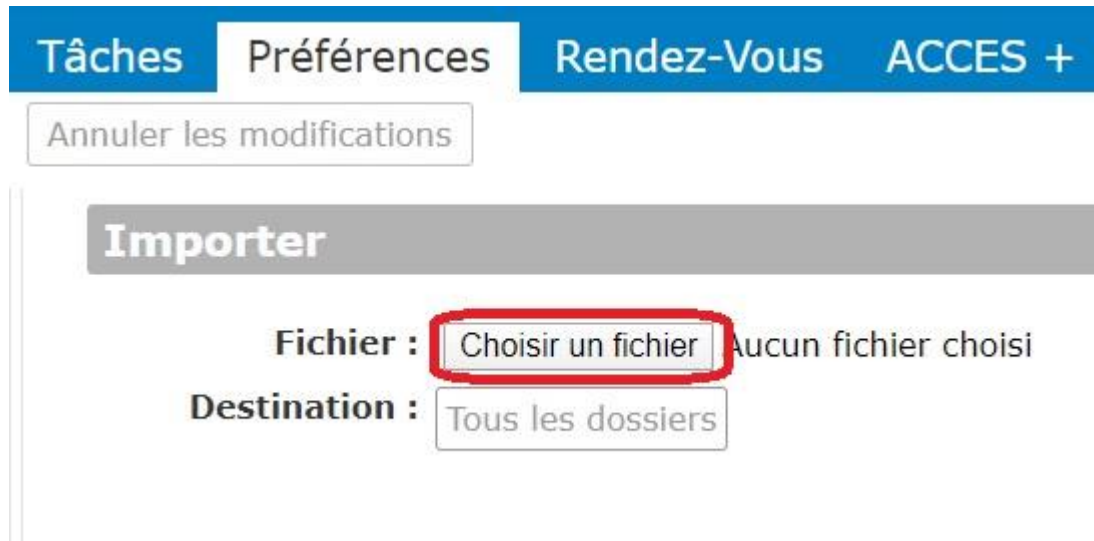 Tâches Préférences Rendez-Vous ACCES +
Annuler les modifications
Importer
Fichier : Choisir un fichier Aucun fichier choisi
Destination : Tous les dossiers